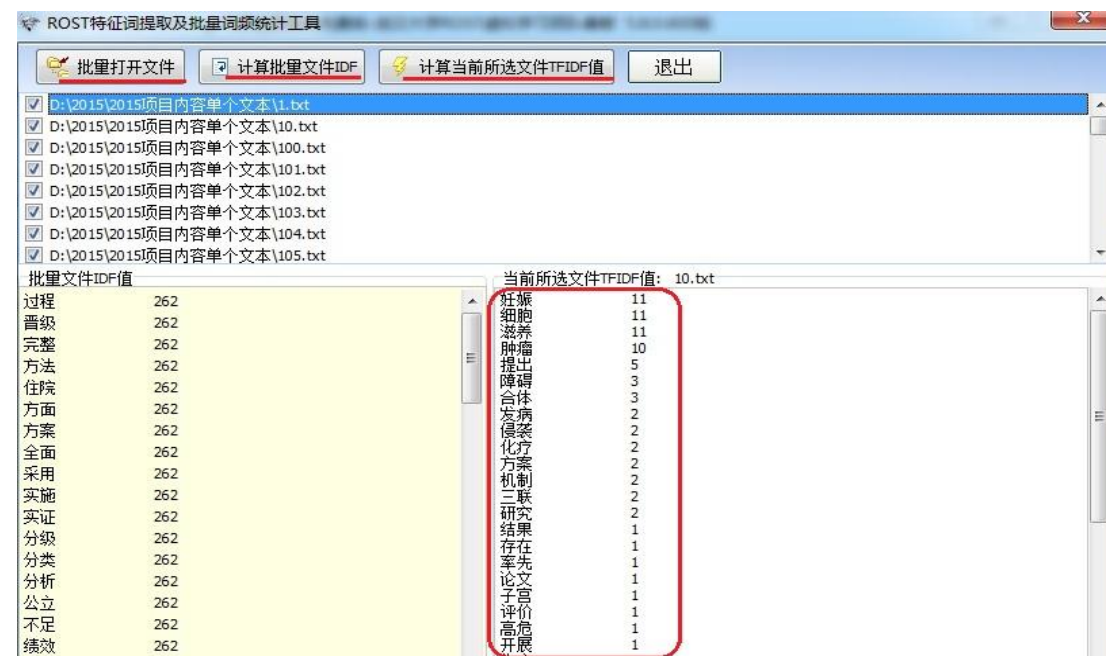 ROST特征词提取及批量词频统计工具
批量打开文件 计算批量文件IDF 计算当前所选文件TFIDF值 退出
D:\2015\2015项目内容单个文本\1.txt
D:\2015\2015项目内容单个文本\10.txt
D:\2015\2015项目内容单个文本\100.txt
D:\2015\2015项目内容单个文本\101.txt
D:\2015\2015项目内容单个文本\102.txt
D:\2015\2015项目内容单个文本\103.txt
D:\2015\2015项目内容单个文本\104.txt
D:\2015\2015项目内容单个文本\105.txt
批量文件IDF值
过程 262
晋级 262
完整 262
方法 262
住院 262
方面 262
方案 262
全面 262
采用 262
实施 262
实证 262
分级 262
分类 262
分析 262
公立 262
不足 262
绩效 262
当前所选文件TFIDF值: 10.txt
妊娠 11
细胞 11
滋养 11
肿瘤 10
提出 5
障碍 3
合体 3
发病 2
侵袭 2
化疗 2
方案 2
机制 2
三联 2
研究 2
结果 1
存在 1
率先 1
论文 1
子宫 1
评价 1
高危 1
开展 1